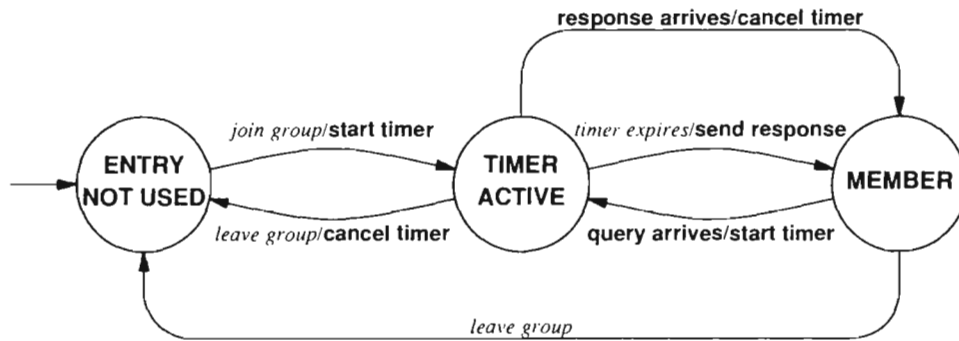 response arrives/cancel timer
join group/start timer
timer expires/send response
ENTRY
NOT USED
TIMER
ACTIVE
MEMBER
leave group/cancel timer
query arrives/start timer
leave group